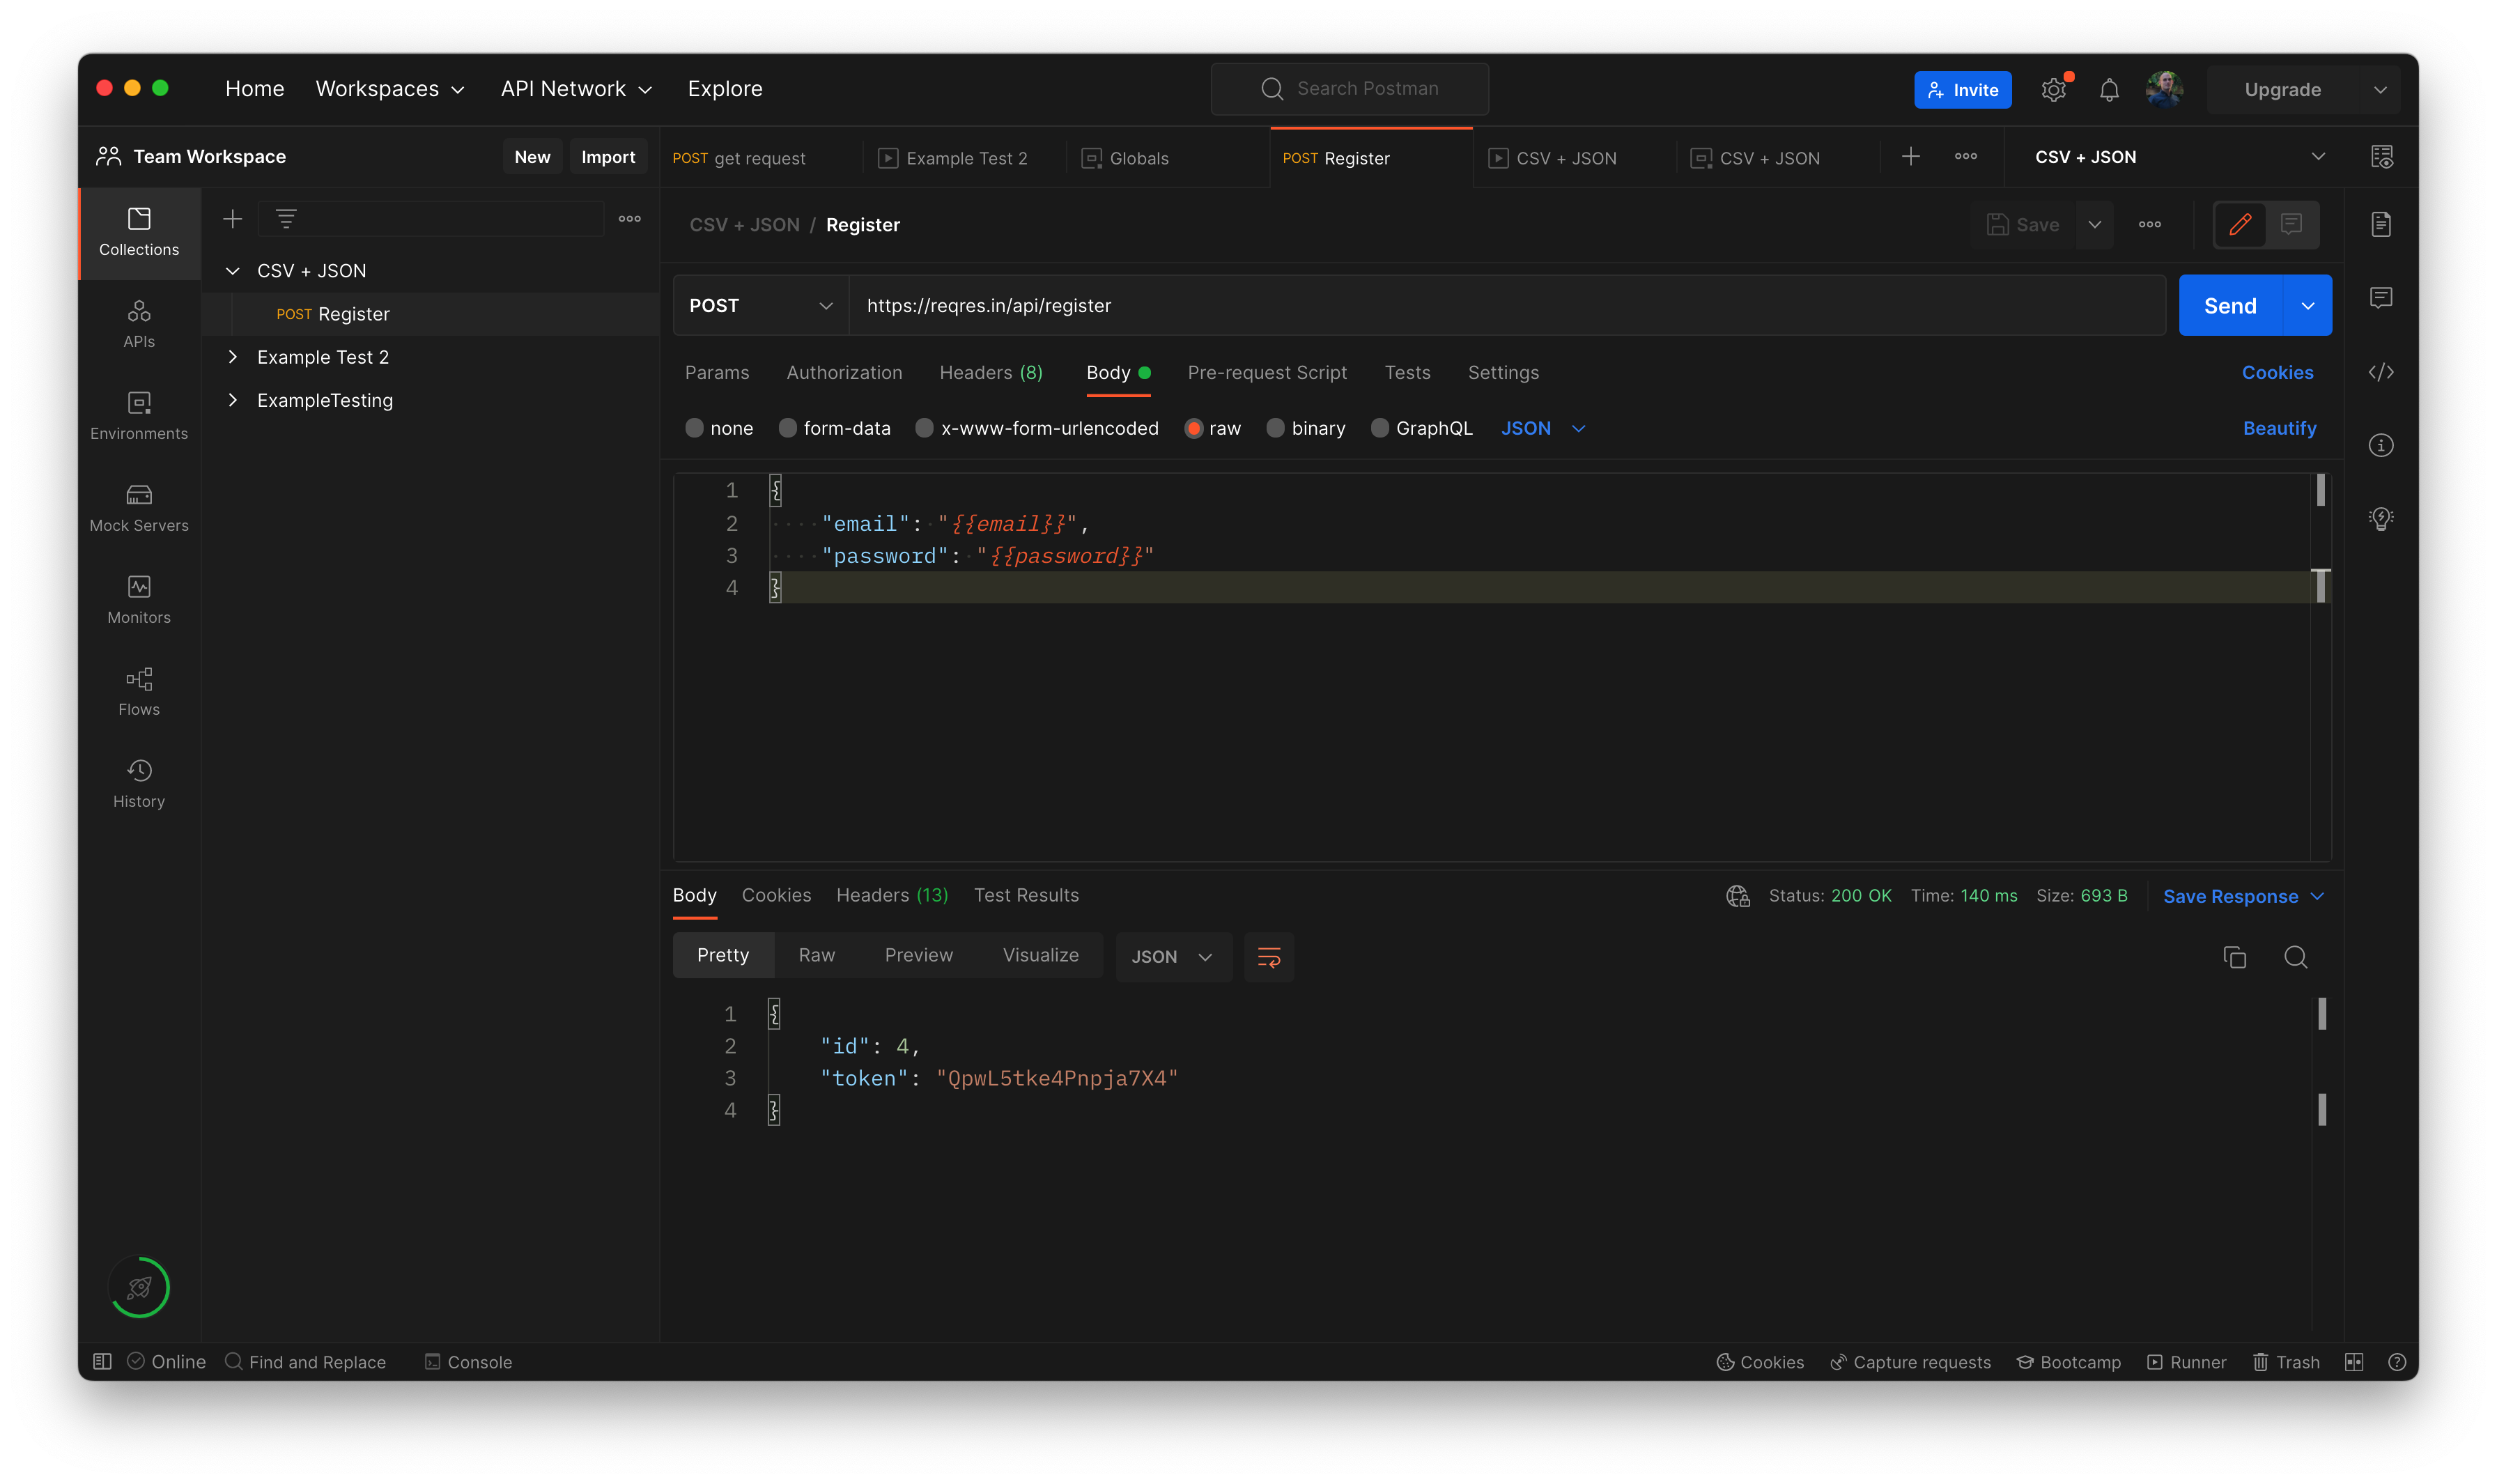 Home Workspaces API Network Explore Search Postman Invite Upgrade
Team Workspace New Import POST get request Example Test 2 Globals POST Register CSV + JSON CSV + JSON CSV + JSON
Collections
APIs
Environments
Mock Servers
Monitors
Flows
History
CSV + JSON
POST Register
Example Test 2
ExampleTesting
CSV + JSON / Register Save
POST https://reqres.in/api/register Send
Params Authorization Headers (8) Body Pre-request Script Tests Settings Cookies
none form-data x-www-form-urlencoded raw binary GraphQL JSON Beautify
1 {
2 "email": "{{email}}",
3 "password": "{{password}}"
4 }
Body Cookies Headers (13) Test Results Status: 200 OK Time: 140 ms Size: 693 B Save Response
Pretty Raw Preview Visualize JSON
1 {
2 "id": 4,
3 "token": "QpwL5tke4Pnpja7X4"
4 }
Online Find and Replace Console Cookies Capture requests Bootcamp Runner Trash